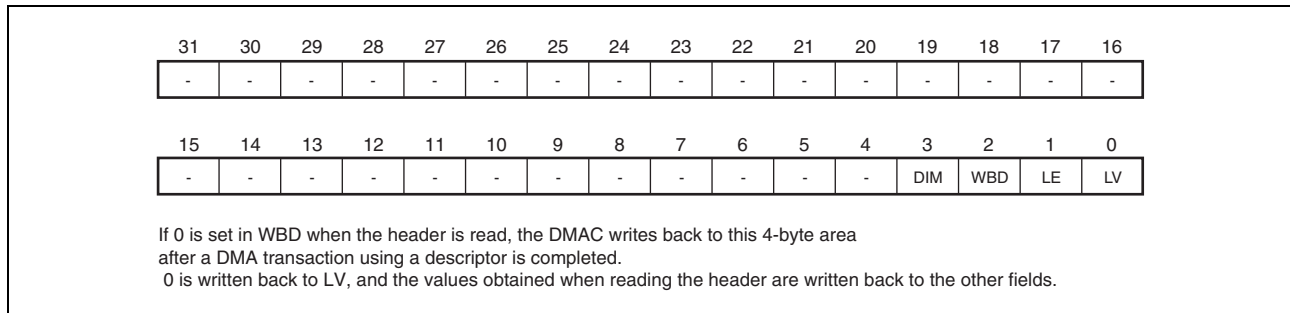 31 30 29 28 27 26 25 24 23 22 21 20 19 18 17 16
- - - - - - - - - - - - - - - -
15 14 13 12 11 10 9 8 7 6 5 4 3 2 1 0
- - - - - - - - - - - - DIM WBD LE LV
If 0 is set in WBD when the header is read, the DMAC writes back to this 4-byte area
after a DMA transaction using a descriptor is completed.
0 is written back to LV, and the values obtained when reading the header are written back to the other fields.